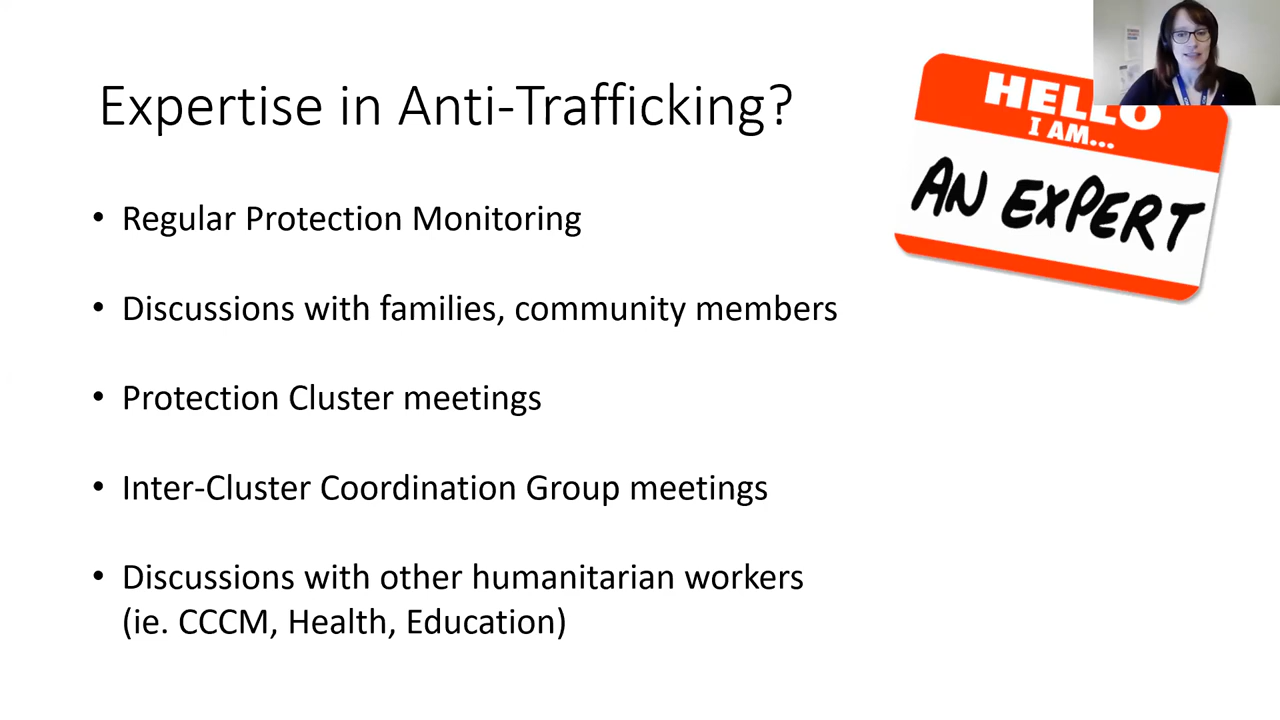 Expertise in Anti-Trafficking?
HELLO
I AM...
AN EXPERT
• Regular Protection Monitoring
• Discussions with families, community members
• Protection Cluster meetings
• Inter-Cluster Coordination Group meetings
• Discussions with other humanitarian workers
(ie. CCCM, Health, Education)